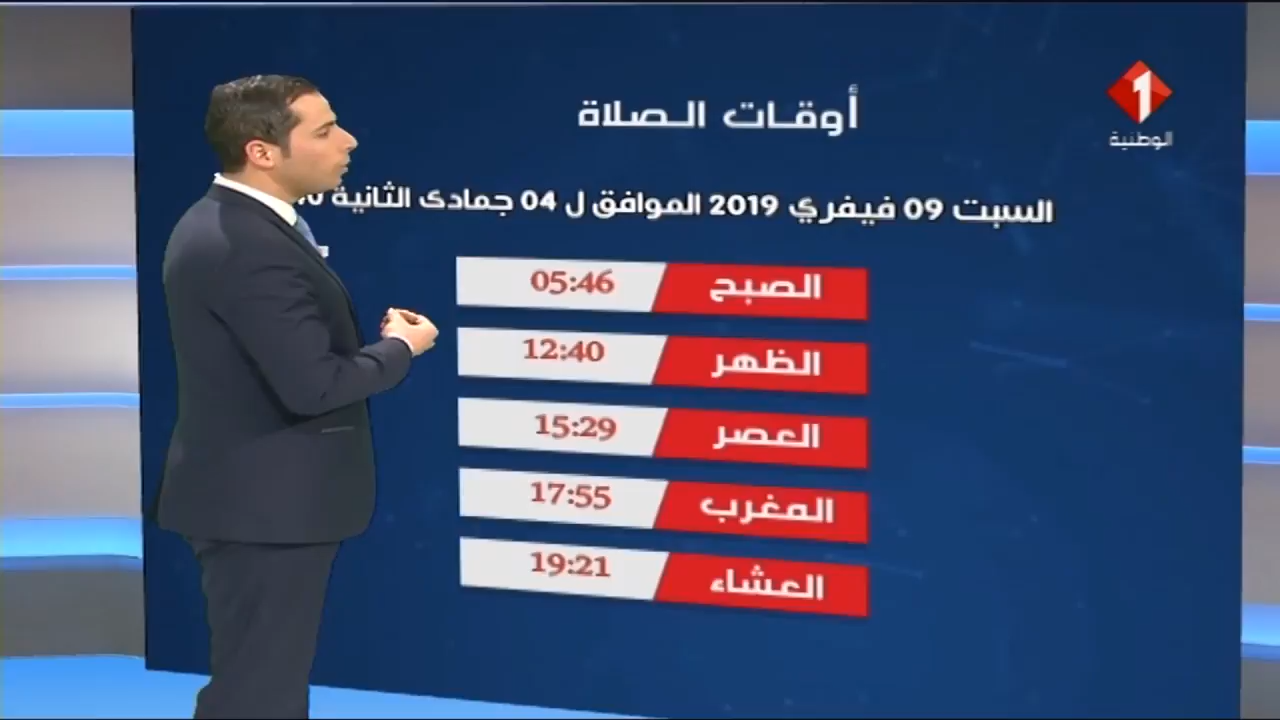 أوقات الصلاة
1
الوطنية
السبت 09 فيفري 2019 الموافق ل 04 جمادى الثانية
الصبح 05:46
الظهر 12:40
العصر 15:29
المغرب 17:55
العشاء 19:21